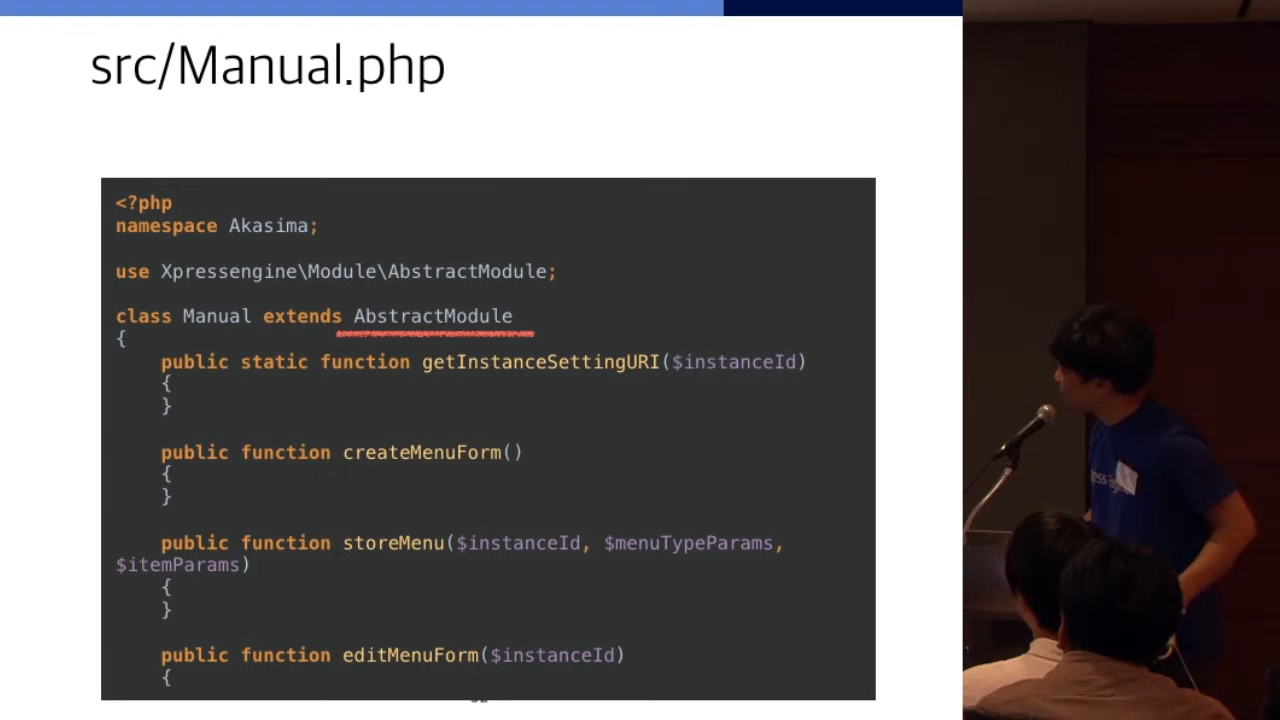 src/Manual.php
<?php
namespace Akasima;
use Xpressengine\Module\AbstractModule;
class Manual extends AbstractModule
{
public static function getInstanceSettingURI($instanceId)
{
}
public function createMenuForm()
{
}
public function storeMenu($instanceId, $menuTypeParams,
$itemParams)
{
}
public function editMenuForm($instanceId)
{